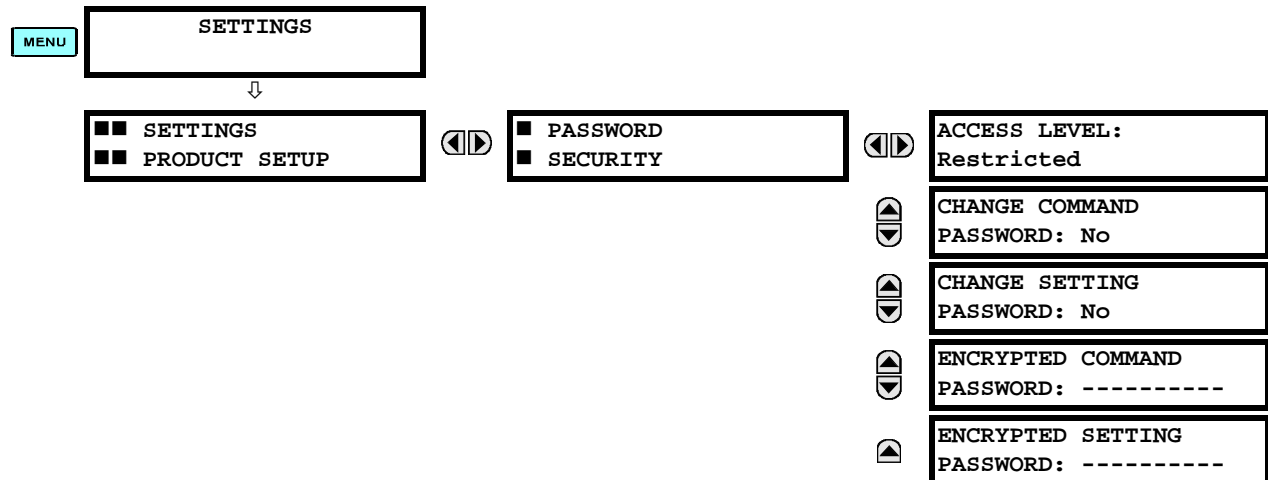 MENU
SETTINGS
SETTINGS
PRODUCT SETUP
PASSWORD
SECURITY
ACCESS LEVEL:
Restricted
CHANGE COMMAND
PASSWORD: No
CHANGE SETTING
PASSWORD: No
ENCRYPTED COMMAND
PASSWORD: ----------
ENCRYPTED SETTING
PASSWORD: ----------